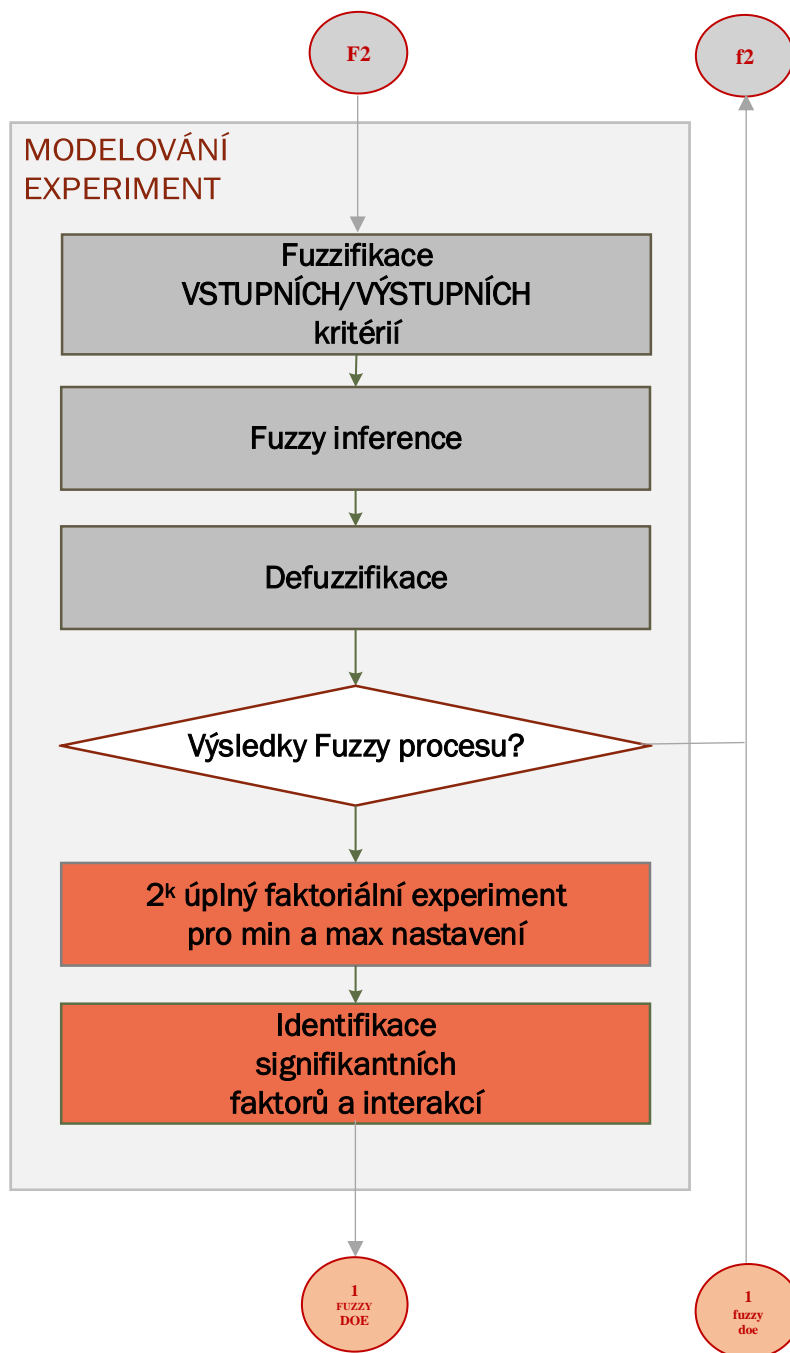 F2
f2
MODELOVÁNÍ
EXPERIMENT
Fuzzifikace
VSTUPNÍCH/VÝSTUPNÍCH
kritérií
Fuzzy inference
Defuzzifikace
Výsledky Fuzzy procesu?
2ᵏ úplný faktoriální experiment
pro min a max nastavení
Identifikace
signifikantních
faktorů a interakcí
1
FUZZY
DOE
1
fuzzy
doe